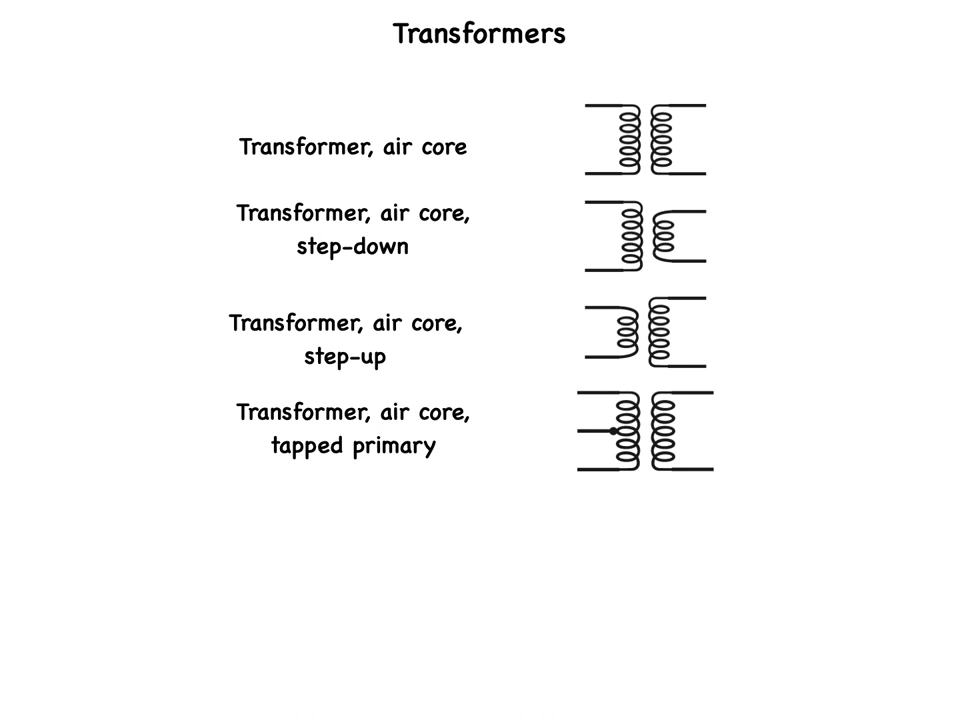 Transformers
Transformer, air core
Transformer, air core,
step-down
Transformer, air core,
step-up
Transformer, air core,
tapped primary